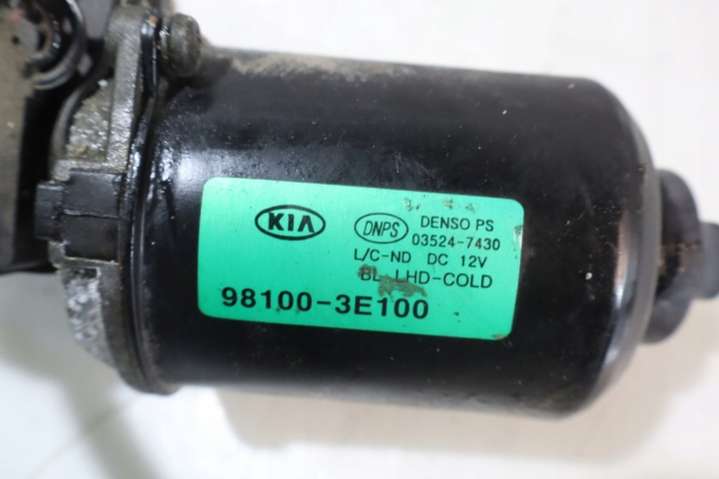 KIA DNPS DENSO PS
03524-7430
L/C-ND DC 12V
BL LHD-COLD
98100-3E100